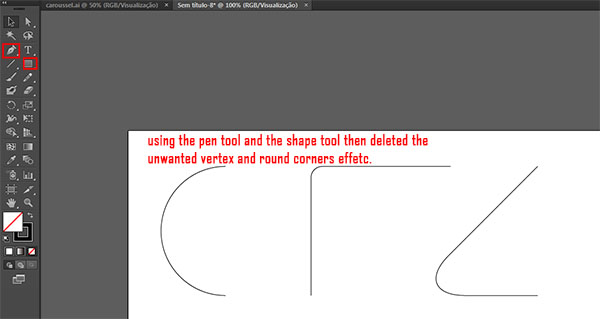 caroussel.ai @ 50% (RGB/Visualização) × Sem título-8* @ 100% (RGB/Visualização) ×
T
using the pen tool and the shape tool then deleted the
unwanted vertex and round corners effetc.